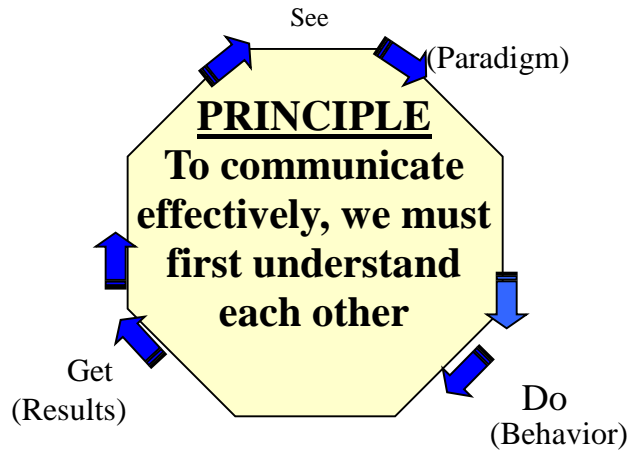 See
(Paradigm)
PRINCIPLE
To communicate
effectively, we must
first understand
each other
Get
(Results)
Do
(Behavior)